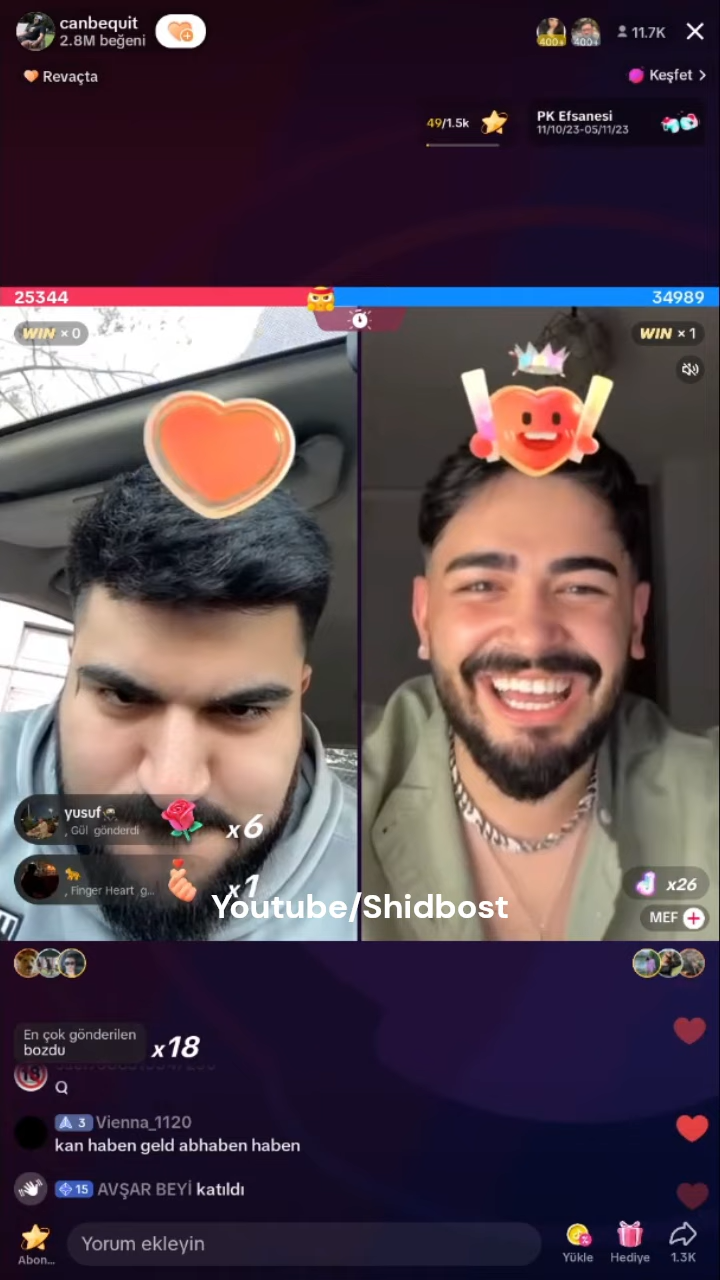 canbequit
2.8M beğeni
400+
400+
11.7K
Revaçta
Keşfet
49/1.5k
PK Efsanesi
11/10/23-05/11/23
25344
34989
WIN × 0
WIN × 1
yusuf
, Gül gönderdi
x6
, Finger Heart g...
x1
x26
Youtube/Shidbost
MEF
En çok gönderilen
bozdu
x18
18
Q
3 Vienna_1120
kan haben geld abhaben haben
15 AVŞAR BEYİ katıldı
Yorum ekleyin
Abon...
Yükle
Hediye
1.3K